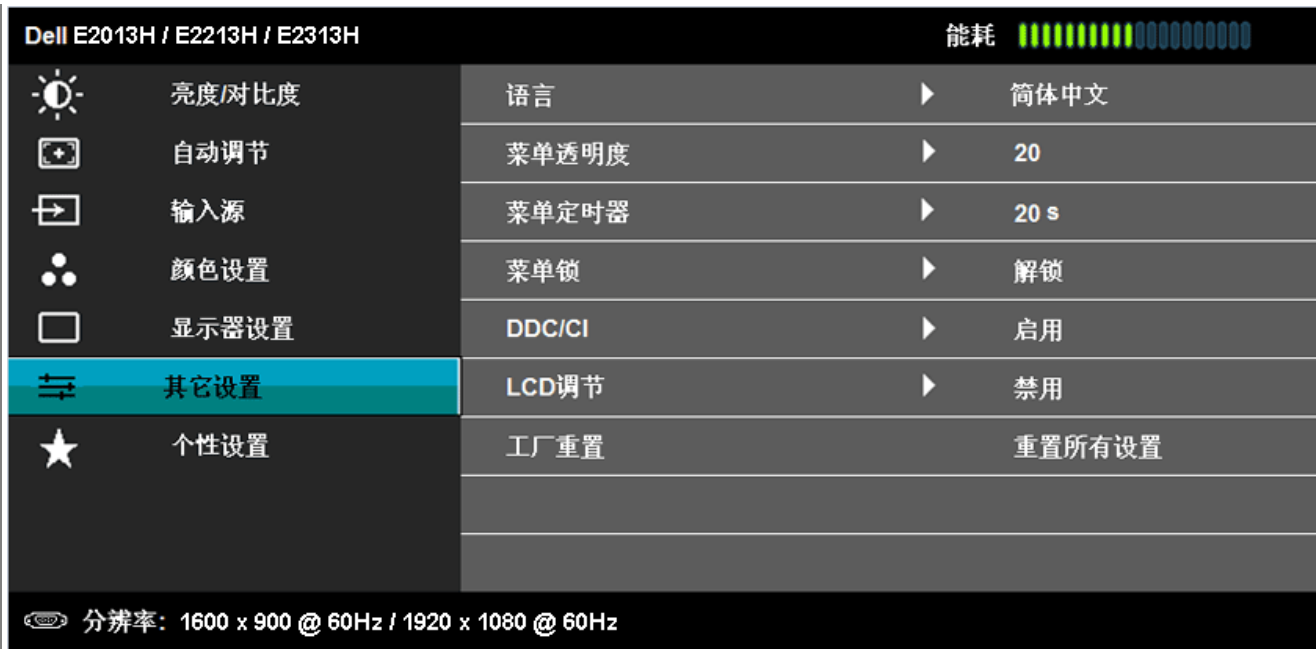 Dell E2013H / E2213H / E2313H 能耗
亮度/对比度 语言 简体中文
自动调节 菜单透明度 20
输入源 菜单定时器 20 s
颜色设置 菜单锁 解锁
显示器设置 DDC/CI 启用
其它设置 LCD调节 禁用
个性设置 工厂重置 重置所有设置
分辨率: 1600 x 900 @ 60Hz / 1920 x 1080 @ 60Hz